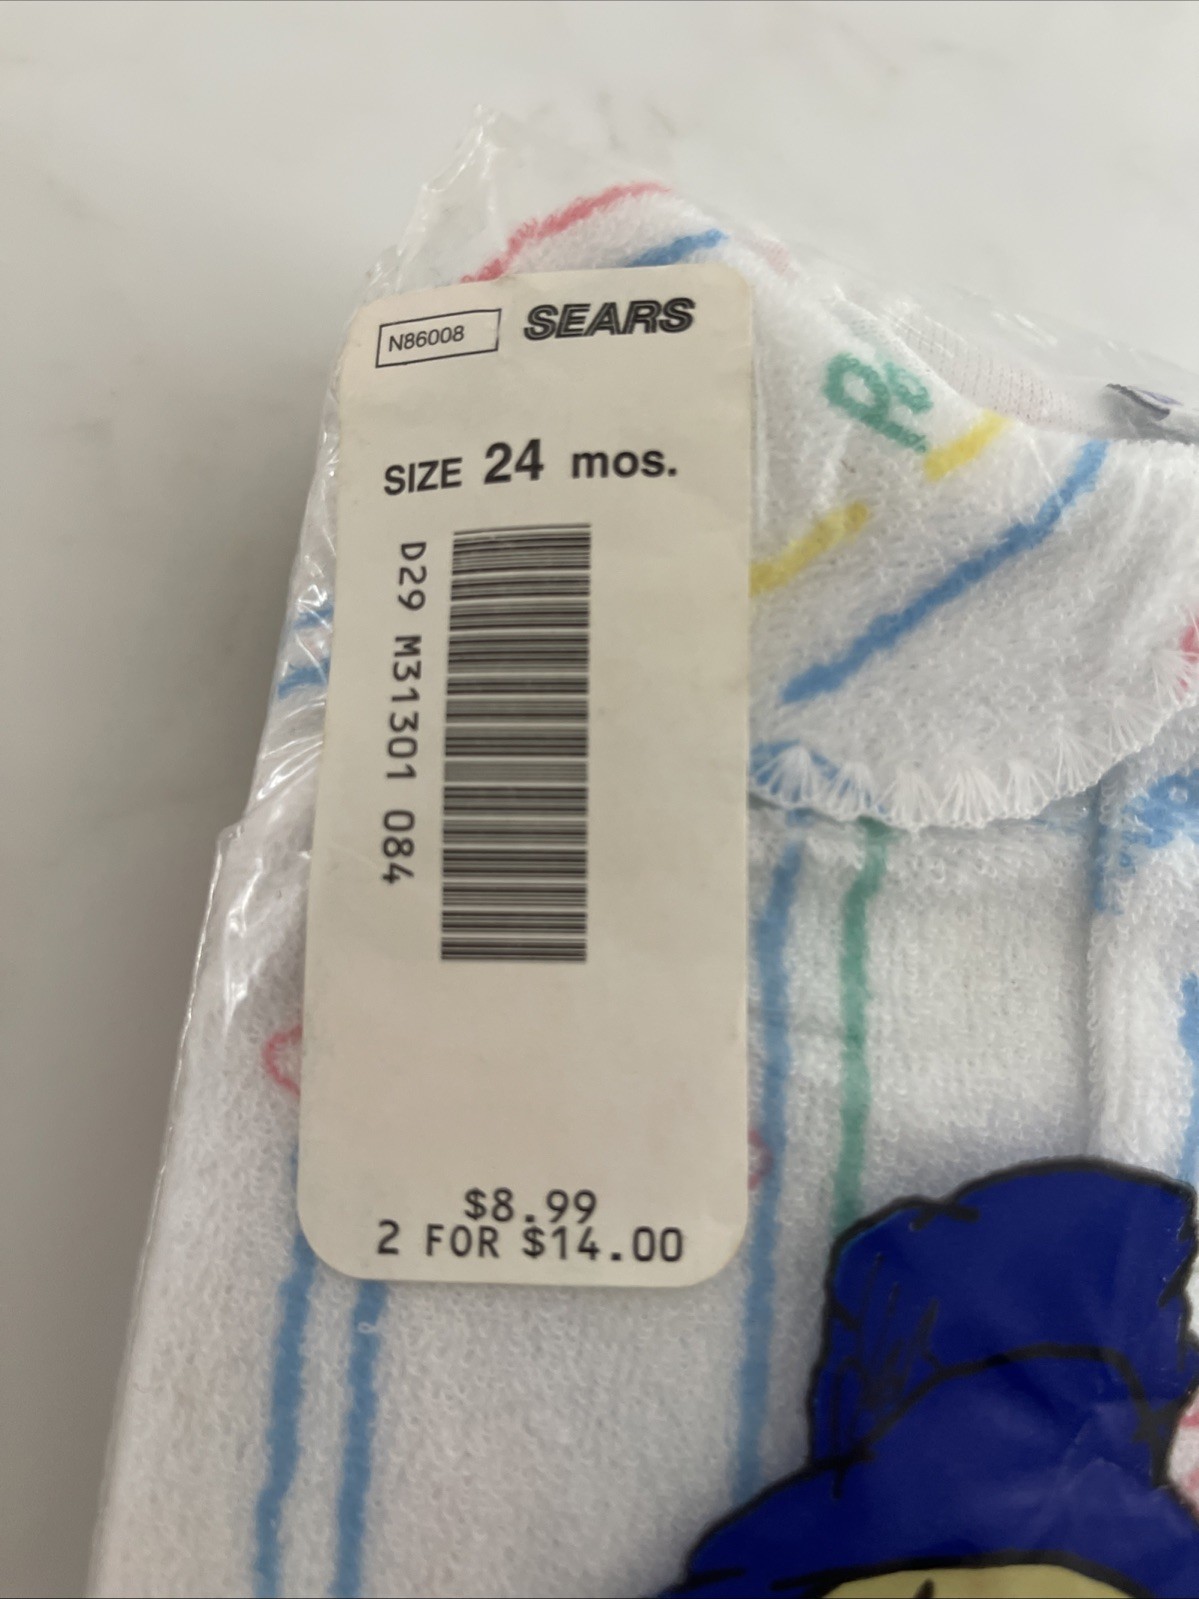 N86008 SEARS
SIZE 24 mos.
D29 M31301 084
$8.99
2 FOR $14.00